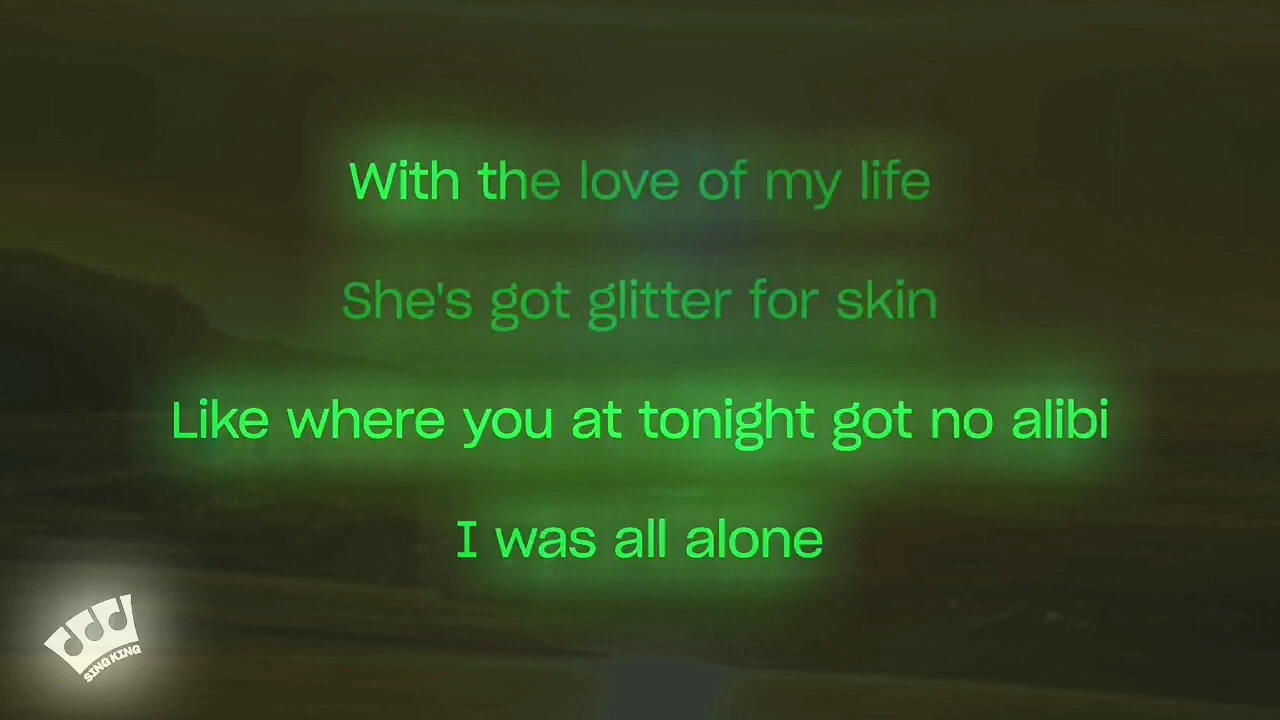 With the love of my life
She's got glitter for skin
Like where you at tonight got no alibi
I was all alone
SING KING